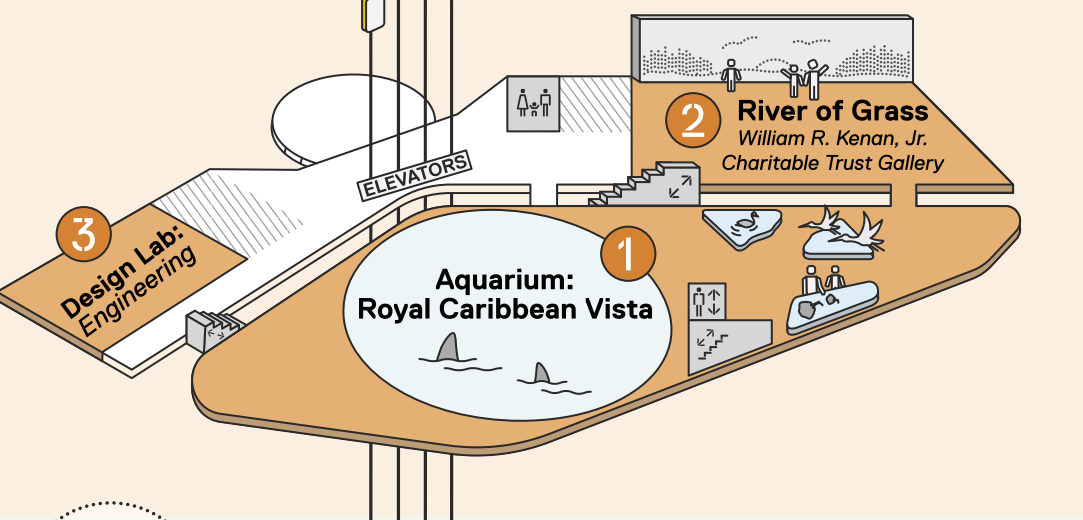 2
River of Grass
William R. Kenan, Jr.
Charitable Trust Gallery
ELEVATORS
3
Design Lab:
Engineering
1
Aquarium:
Royal Caribbean Vista